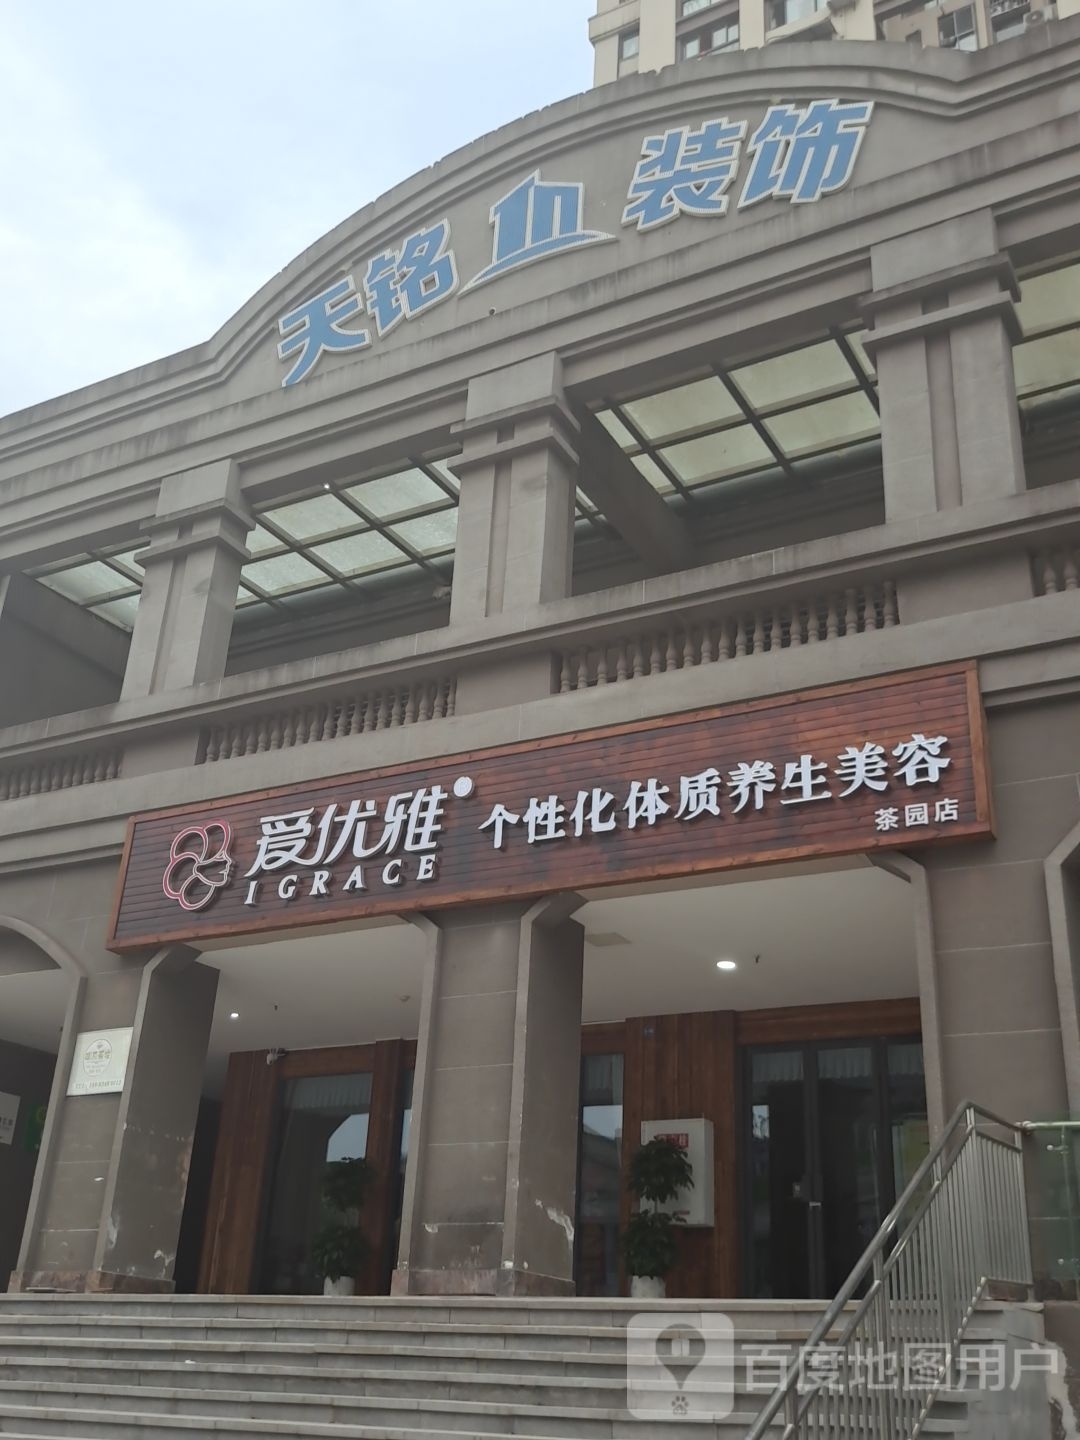 天铭 装饰
爱优雅 个性化体质养生美容
IGRACE
茶园店
百度地图用户